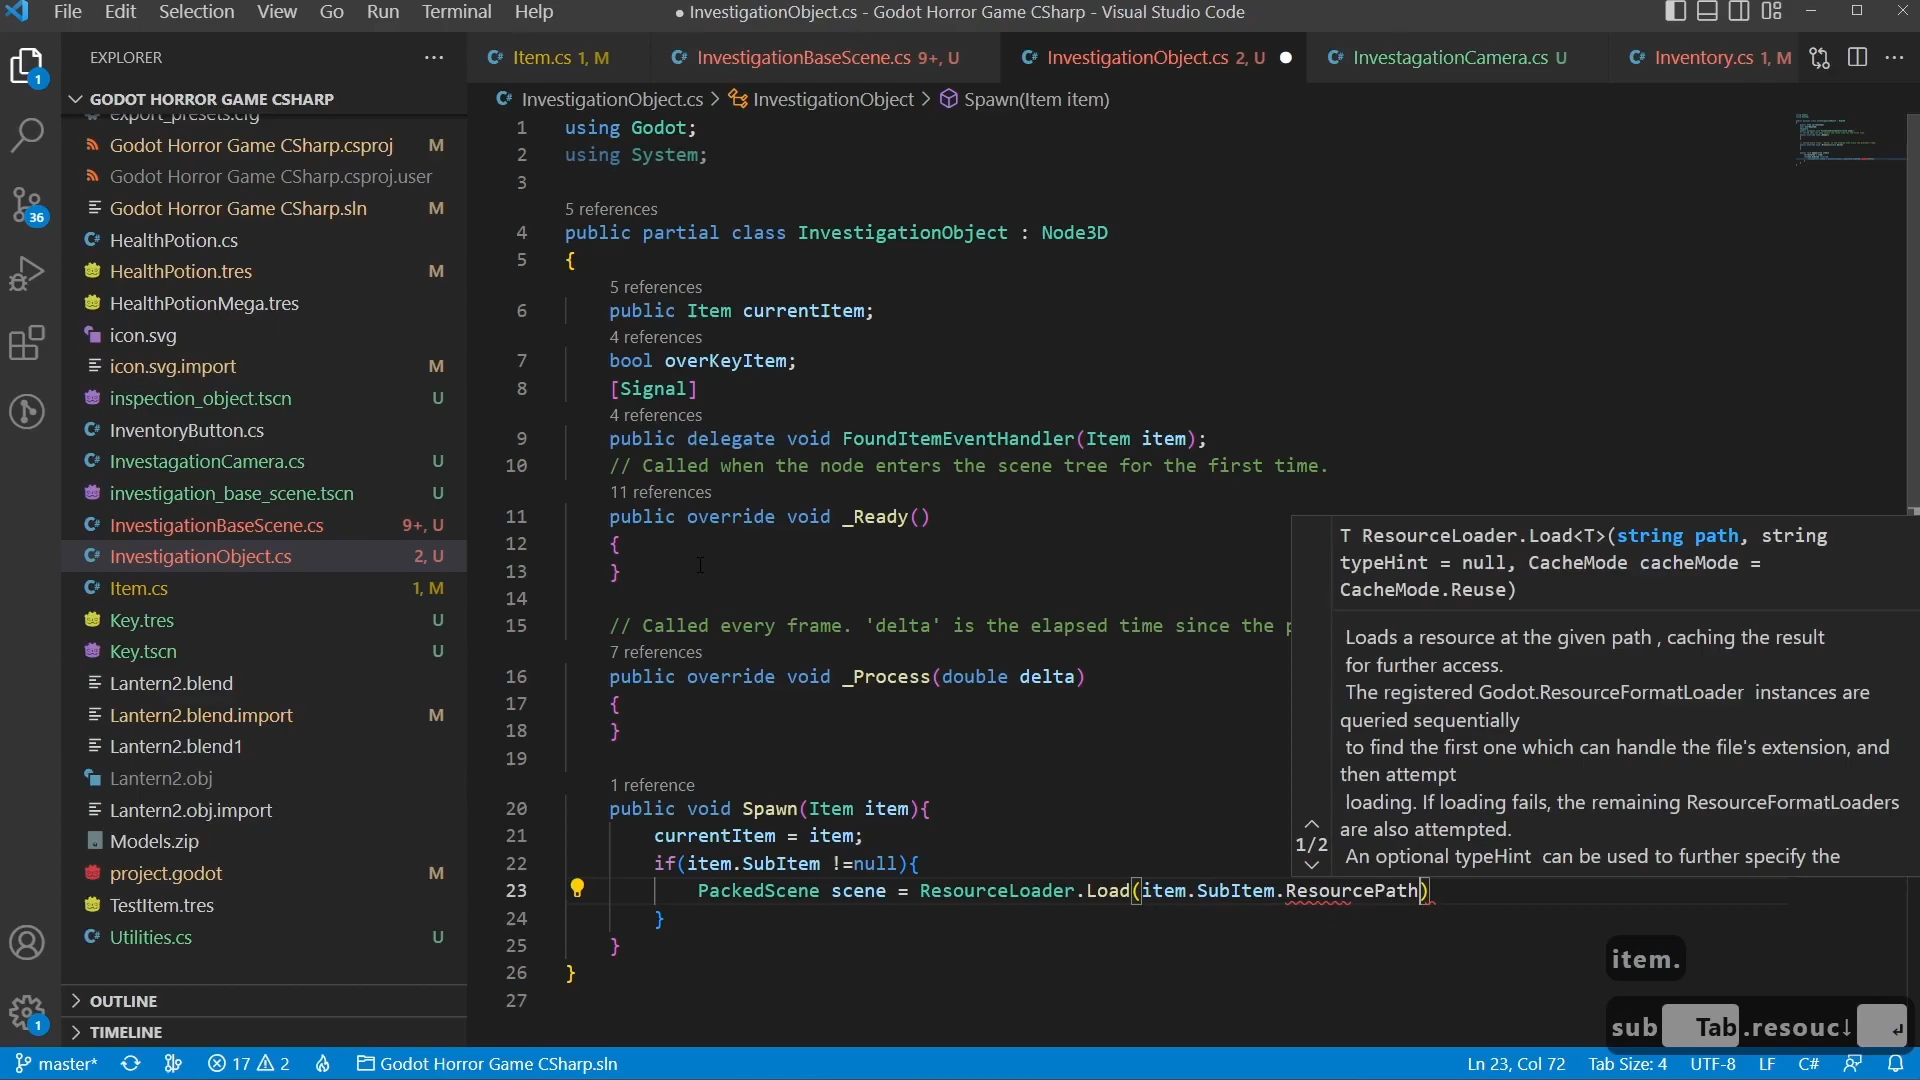 File Edit Selection View Go Run Terminal Help
● InvestigationObject.cs - Godot Horror Game CSharp - Visual Studio Code
EXPLORER
GODOT HORROR GAME CSHARP
export_presets.cfg
Godot Horror Game CSharp.csproj M
Godot Horror Game CSharp.csproj.user
Godot Horror Game CSharp.sln M
HealthPotion.cs
HealthPotion.tres M
HealthPotionMega.tres
icon.svg
icon.svg.import M
inspection_object.tscn U
InventoryButton.cs
InvestagationCamera.cs U
investigation_base_scene.tscn U
InvestigationBaseScene.cs 9+, U
InvestigationObject.cs 2, U
Item.cs 1, M
Key.tres U
Key.tscn U
Lantern2.blend
Lantern2.blend.import M
Lantern2.blend1
Lantern2.obj
Lantern2.obj.import
Models.zip
project.godot M
TestItem.tres
Utilities.cs U
OUTLINE
TIMELINE
1
36
1
Item.cs 1, M
InvestigationBaseScene.cs 9+, U
InvestigationObject.cs 2, U
InvestagationCamera.cs U
Inventory.cs 1, M
InvestigationObject.cs > InvestigationObject > Spawn(Item item)
1 using Godot;
2 using System;
3
5 references
4 public partial class InvestigationObject : Node3D
5 {
5 references
6 public Item currentItem;
4 references
7 bool overKeyItem;
8 [Signal]
4 references
9 public delegate void FoundItemEventHandler(Item item);
10 // Called when the node enters the scene tree for the first time.
11 references
11 public override void _Ready()
12 {
13 }
14
15 // Called every frame. 'delta' is the elapsed time since the p
7 references
16 public override void _Process(double delta)
17 {
18 }
19
1 reference
20 public void Spawn(Item item){
21 currentItem = item;
22 if(item.SubItem !=null){
23 PackedScene scene = ResourceLoader.Load(item.SubItem.ResourcePath)
24 }
25 }
26 }
27
T ResourceLoader.Load<T>(string path, string
typeHint = null, CacheMode cacheMode =
CacheMode.Reuse)
Loads a resource at the given path , caching the result
for further access.
The registered Godot.ResourceFormatLoader instances are
queried sequentially
to find the first one which can handle the file's extension, and
then attempt
loading. If loading fails, the remaining ResourceFormatLoaders
are also attempted.
An optional typeHint can be used to further specify the
1/2
item.
sub Tab .resouc↓ ↵
master* 17 2 Godot Horror Game CSharp.sln
Ln 23, Col 72 Tab Size: 4 UTF-8 LF C#